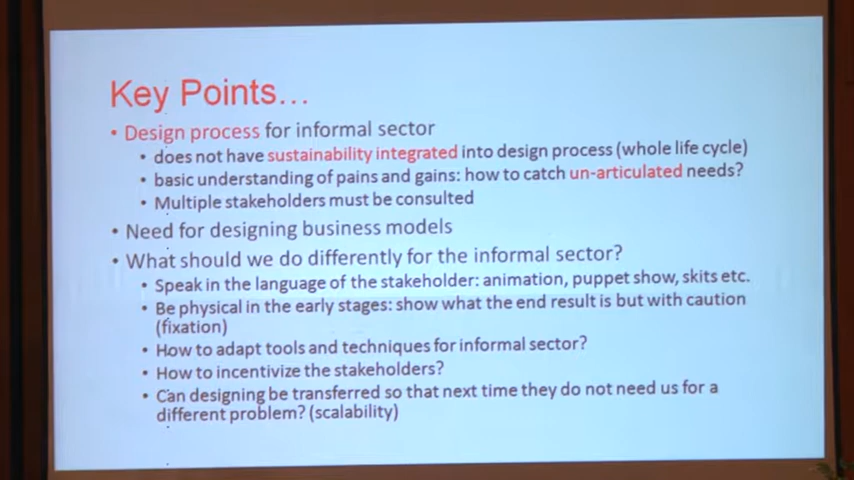 Key Points...
• Design process for informal sector
• does not have sustainability integrated into design process (whole life cycle)
• basic understanding of pains and gains: how to catch un-articulated needs?
• Multiple stakeholders must be consulted
• Need for designing business models
• What should we do differently for the informal sector?
• Speak in the language of the stakeholder: animation, puppet show, skits etc.
• Be physical in the early stages: show what the end result is but with caution
(fixation)
• How to adapt tools and techniques for informal sector?
• How to incentivize the stakeholders?
• Can designing be transferred so that next time they do not need us for a
different problem? (scalability)